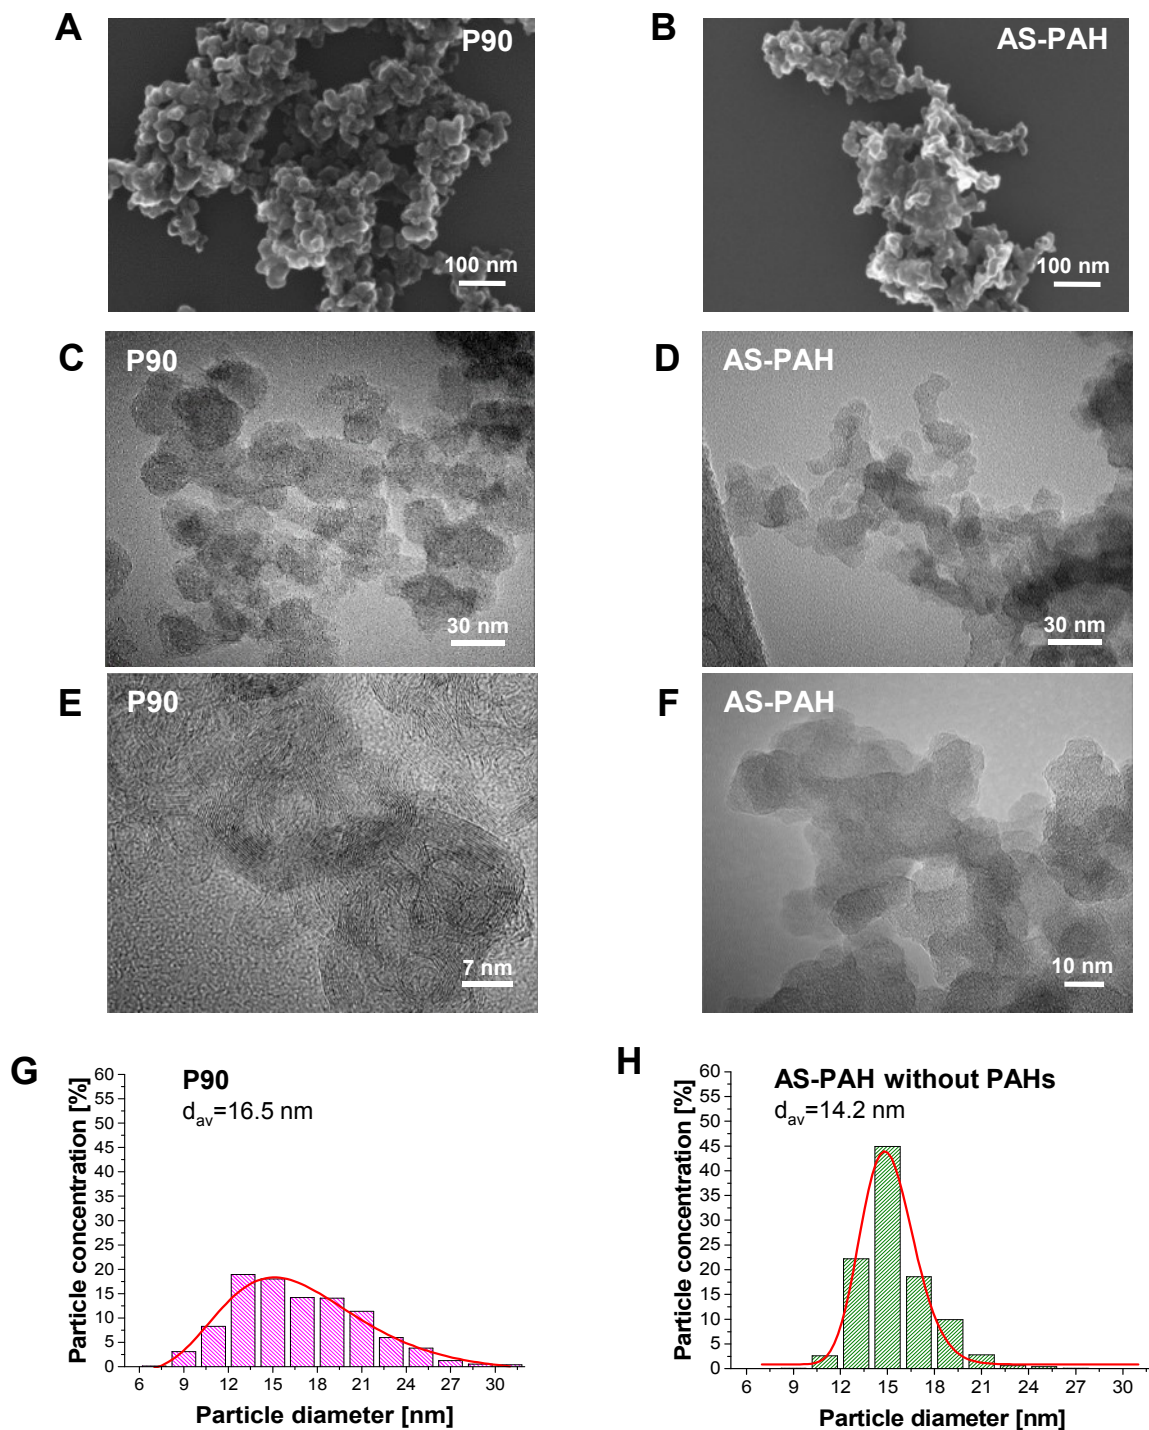 A
P90
100 nm
B
AS-PAH
100 nm
C
P90
30 nm
D
AS-PAH
30 nm
E
P90
7 nm
F
AS-PAH
10 nm
G
P90
dav=16.5 nm
Particle concentration [%]
60
55
50
45
40
35
30
25
20
15
10
5
0
6 9 12 15 18 21 24 27 30
Particle diameter [nm]
H
AS-PAH without PAHs
dav=14.2 nm
Particle concentration [%]
60
55
50
45
40
35
30
25
20
15
10
5
0
6 9 12 15 18 21 24 27 30
Particle diameter [nm]